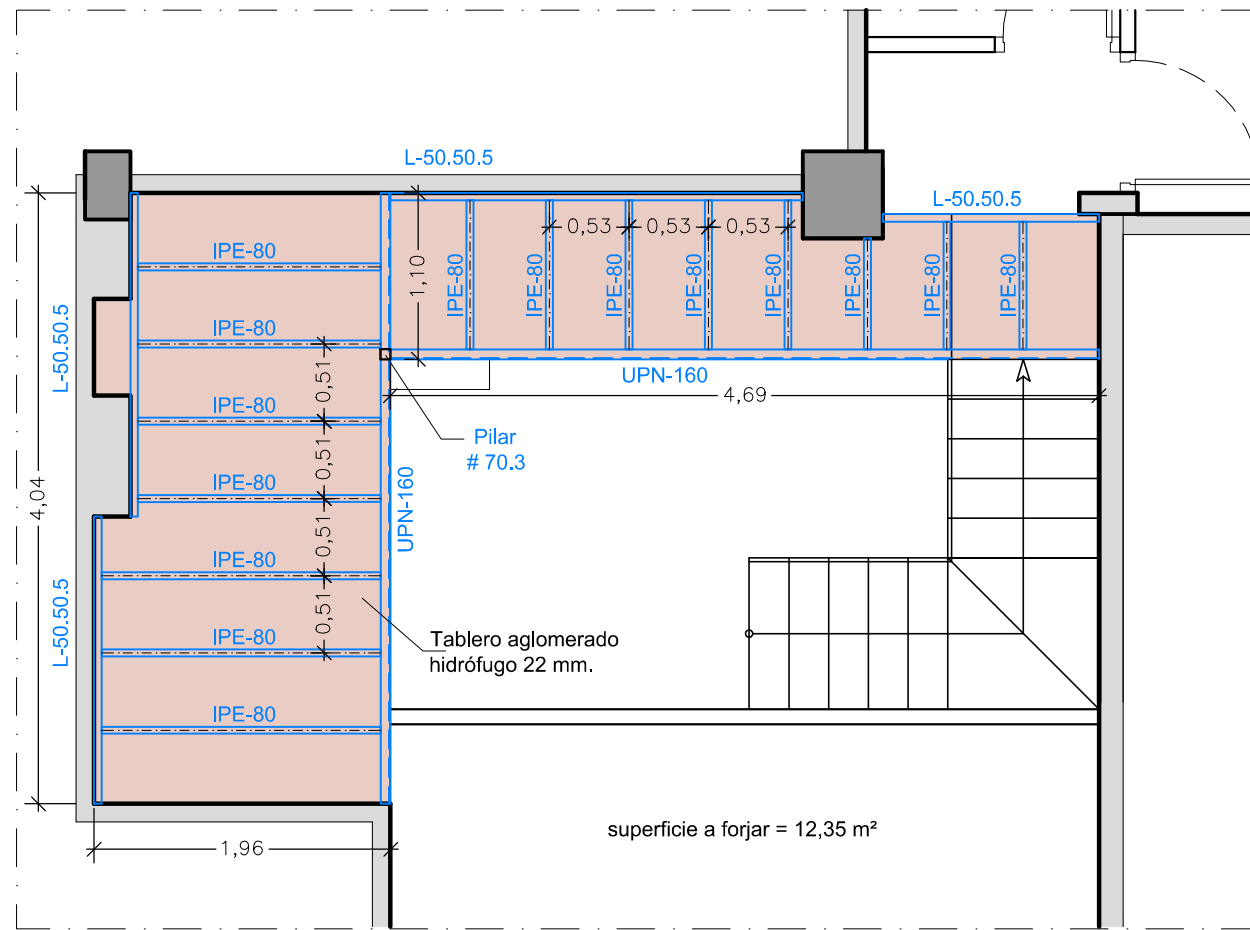 L-50.50.5
L-50.50.5
IPE-80
IPE-80
IPE-80
IPE-80
IPE-80
IPE-80
IPE-80
0,53
0,53
0,53
1,10
IPE-80
IPE-80
IPE-80
IPE-80
IPE-80
IPE-80
IPE-80
IPE-80
L-50.50.5
L-50.50.5
4,04
0,51
0,51
0,51
0,51
UPN-160
4,69
Pilar
# 70.3
UPN-160
Tablero aglomerado
hidrófugo 22 mm.
superficie a forjar = 12,35 m²
1,96